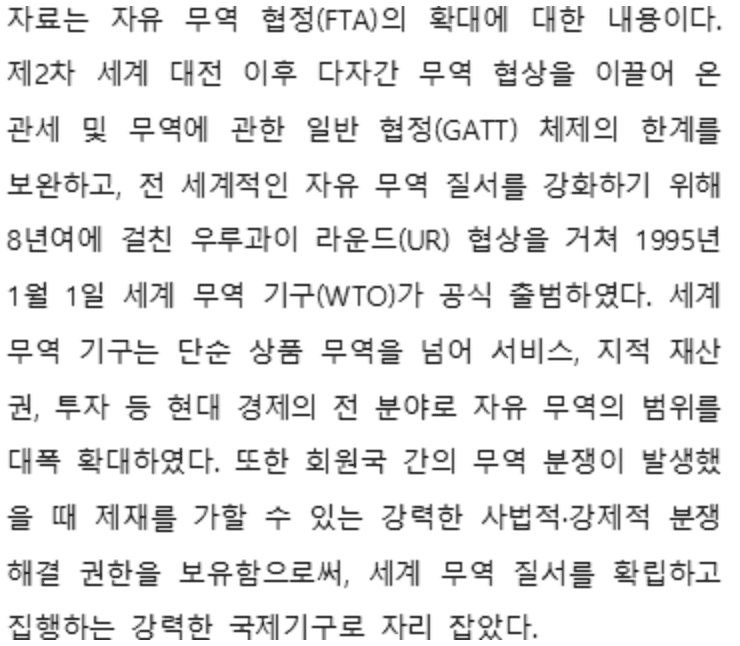 자료는 자유 무역 협정(FTA)의 확대에 대한 내용이다.
제2차 세계 대전 이후 다자간 무역 협상을 이끌어 온
관세 및 무역에 관한 일반 협정(GATT) 체제의 한계를
보완하고, 전 세계적인 자유 무역 질서를 강화하기 위해
8년여에 걸친 우루과이 라운드(UR) 협상을 거쳐 1995년
1월 1일 세계 무역 기구(WTO)가 공식 출범하였다. 세계
무역 기구는 단순 상품 무역을 넘어 서비스, 지적 재산
권, 투자 등 현대 경제의 전 분야로 자유 무역의 범위를
대폭 확대하였다. 또한 회원국 간의 무역 분쟁이 발생했
을 때 제재를 가할 수 있는 강력한 사법적·강제적 분쟁
해결 권한을 보유함으로써, 세계 무역 질서를 확립하고
집행하는 강력한 국제기구로 자리 잡았다.